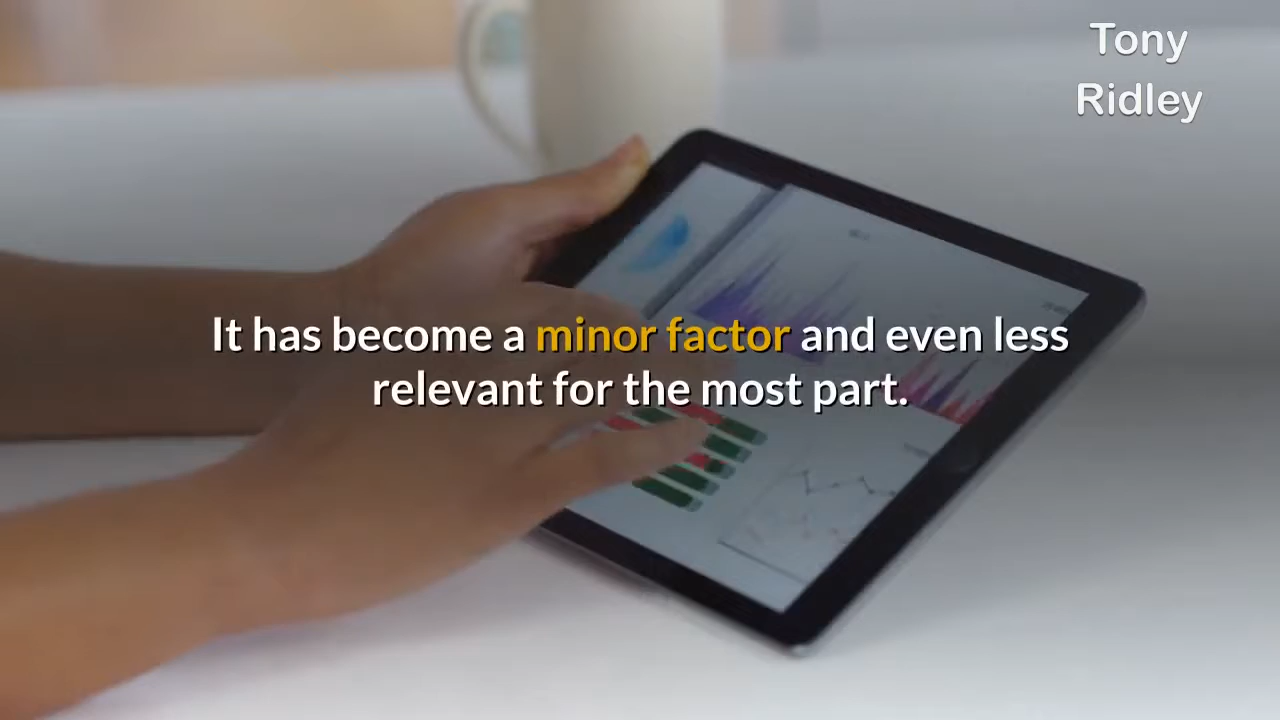 Tony
Ridley
It has become a minor factor and even less
relevant for the most part.